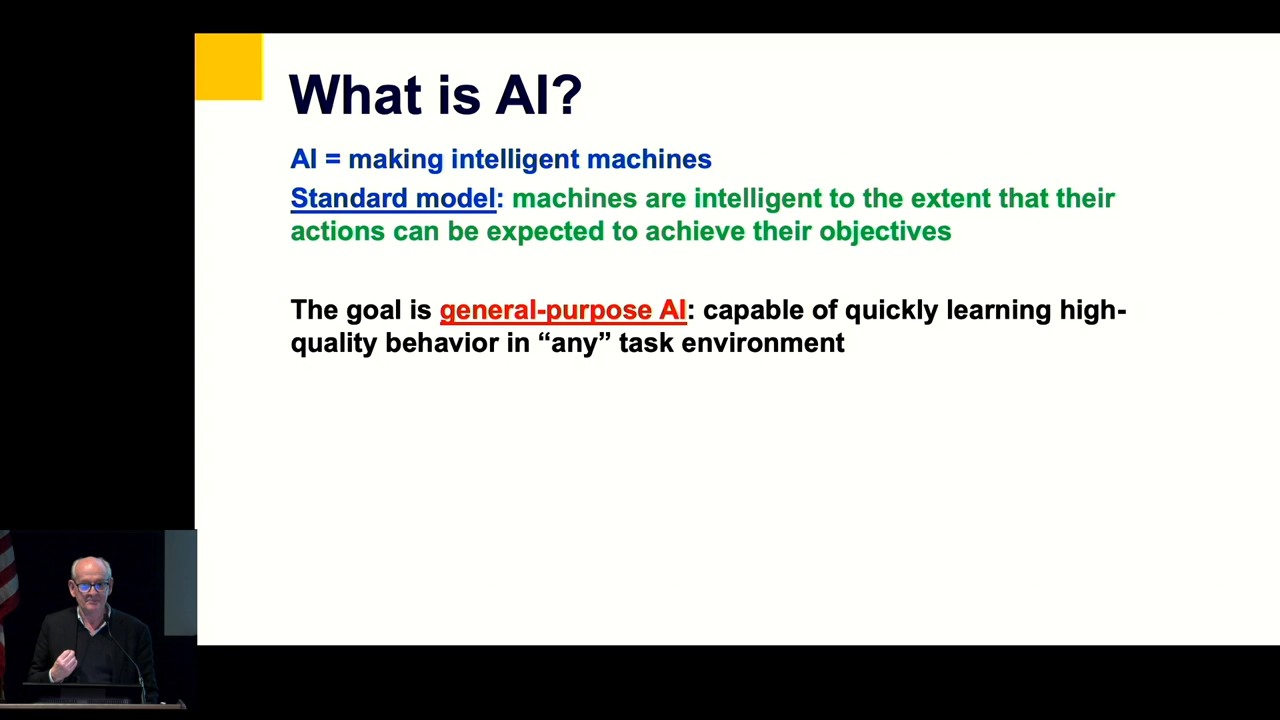 What is AI?
AI = making intelligent machines
Standard model: machines are intelligent to the extent that their
actions can be expected to achieve their objectives
The goal is general-purpose AI: capable of quickly learning high-
quality behavior in “any” task environment